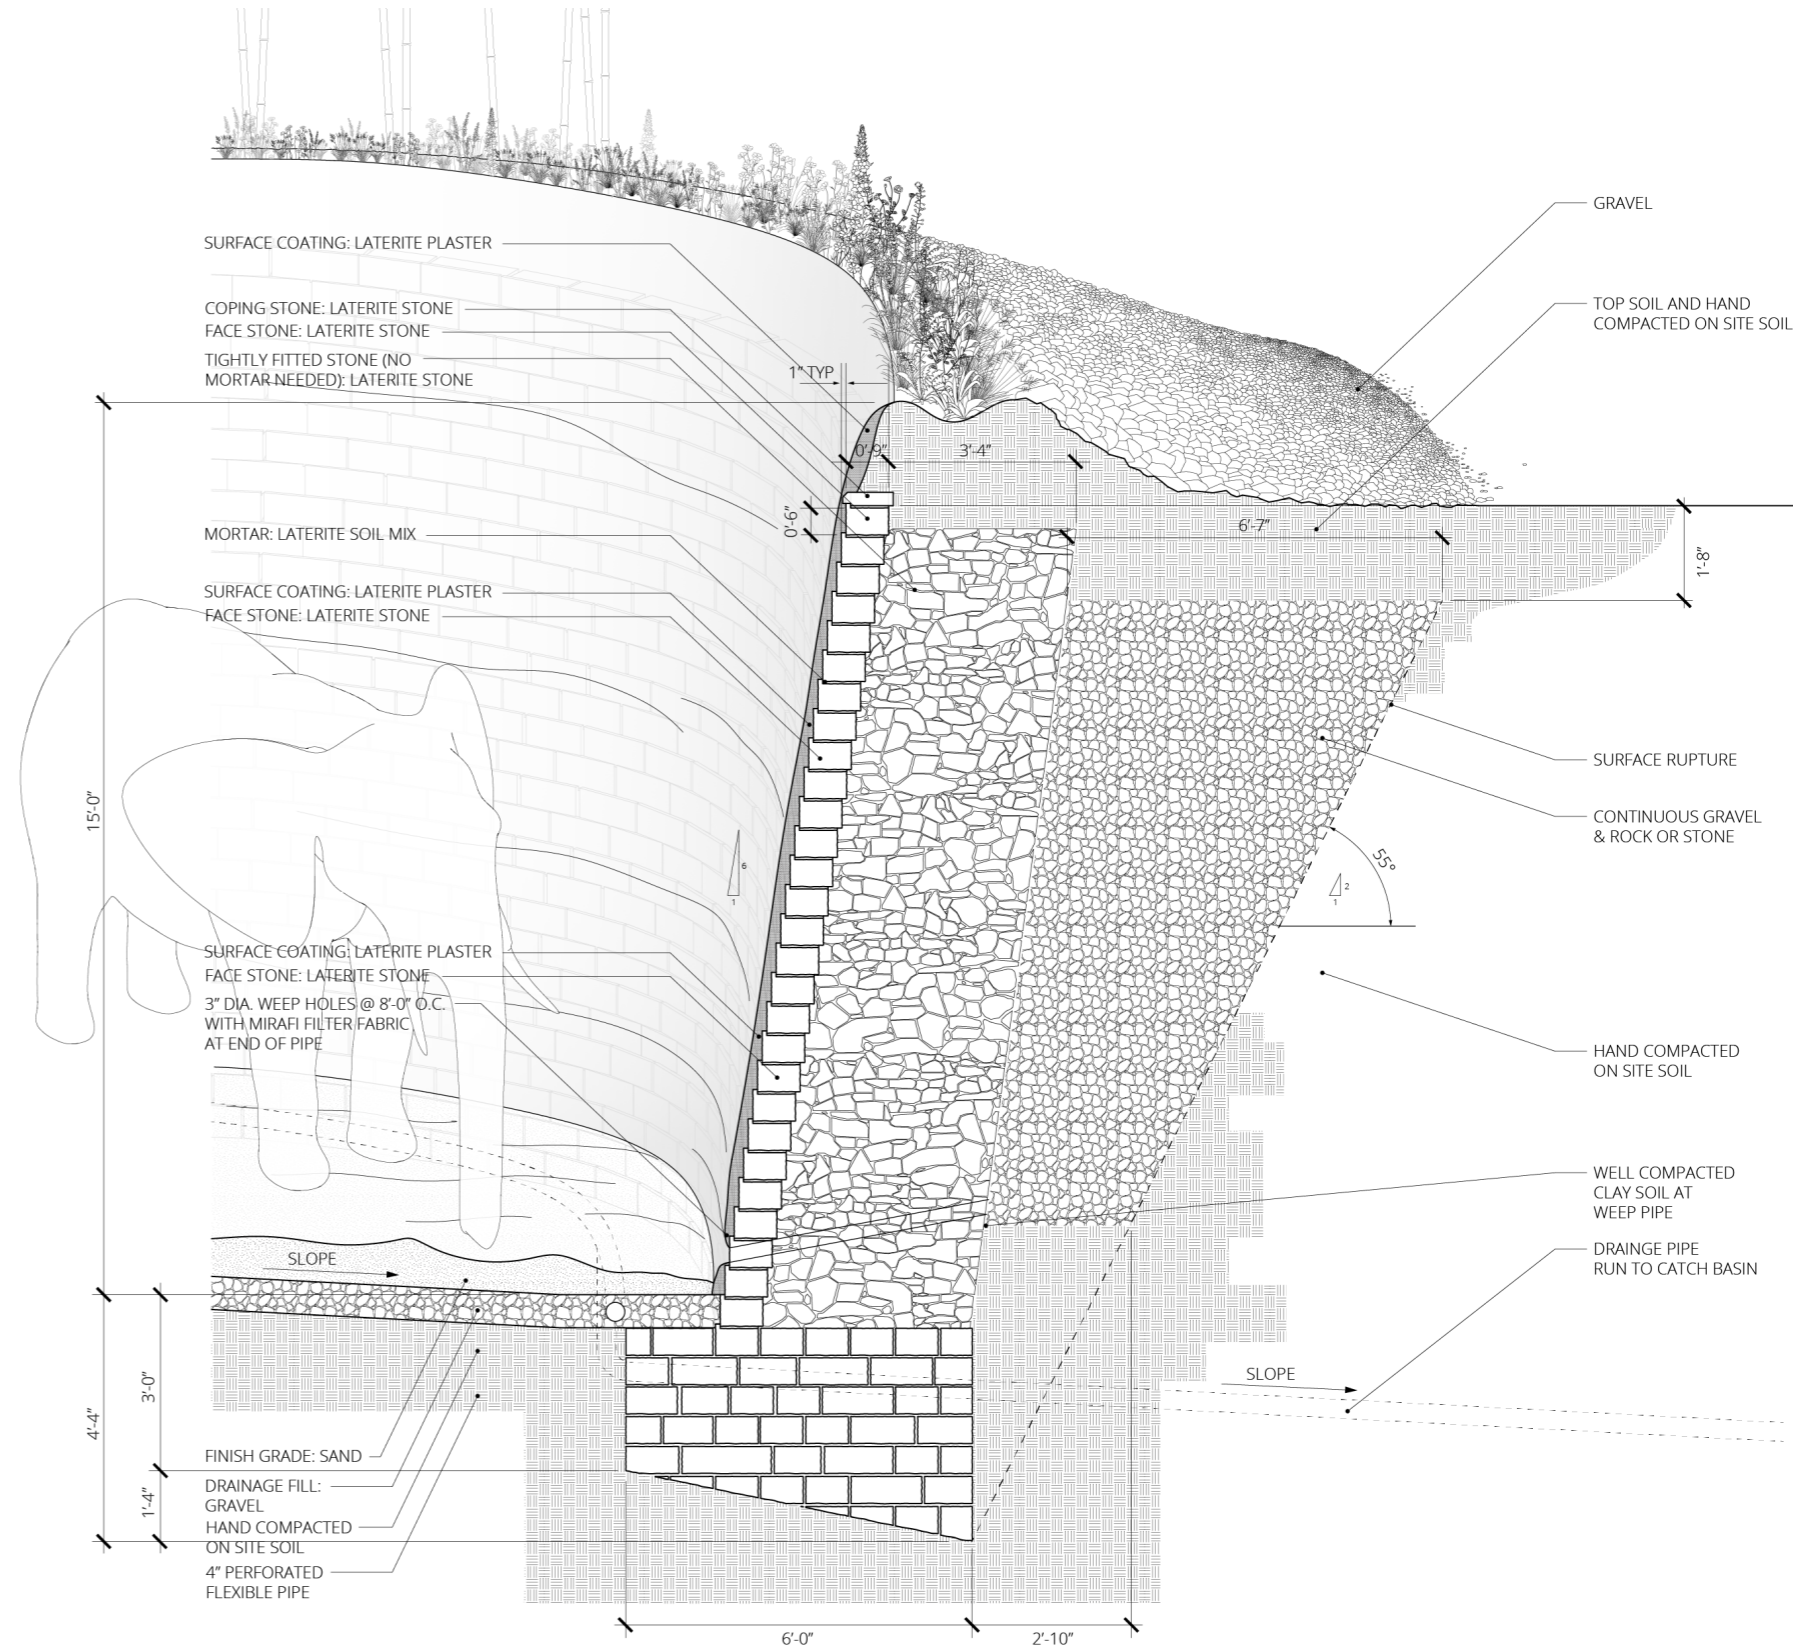 SURFACE COATING: LATERITE PLASTER
COPING STONE: LATERITE STONE
FACE STONE: LATERITE STONE
TIGHTLY FITTED STONE (NO
MORTAR NEEDED): LATERITE STONE
MORTAR: LATERITE SOIL MIX
SURFACE COATING: LATERITE PLASTER
FACE STONE: LATERITE STONE
SURFACE COATING: LATERITE PLASTER
FACE STONE: LATERITE STONE
3” DIA. WEEP HOLES @ 8’-0” O.C.
WITH MIRAFI FILTER FABRIC
AT END OF PIPE
SLOPE
FINISH GRADE: SAND
DRAINAGE FILL:
GRAVEL
HAND COMPACTED
ON SITE SOIL
4” PERFORATED
FLEXIBLE PIPE
15’-0”
3’-0”
4’-4”
1’-4”
1” TYP
0’-9”
3’-4”
0’-6”
6’-7”
1’-8”
6
1
55°
2
1
6’-0”
2’-10”
GRAVEL
TOP SOIL AND HAND
COMPACTED ON SITE SOIL
SURFACE RUPTURE
CONTINUOUS GRAVEL
& ROCK OR STONE
HAND COMPACTED
ON SITE SOIL
WELL COMPACTED
CLAY SOIL AT
WEEP PIPE
DRAINGE PIPE
RUN TO CATCH BASIN
SLOPE